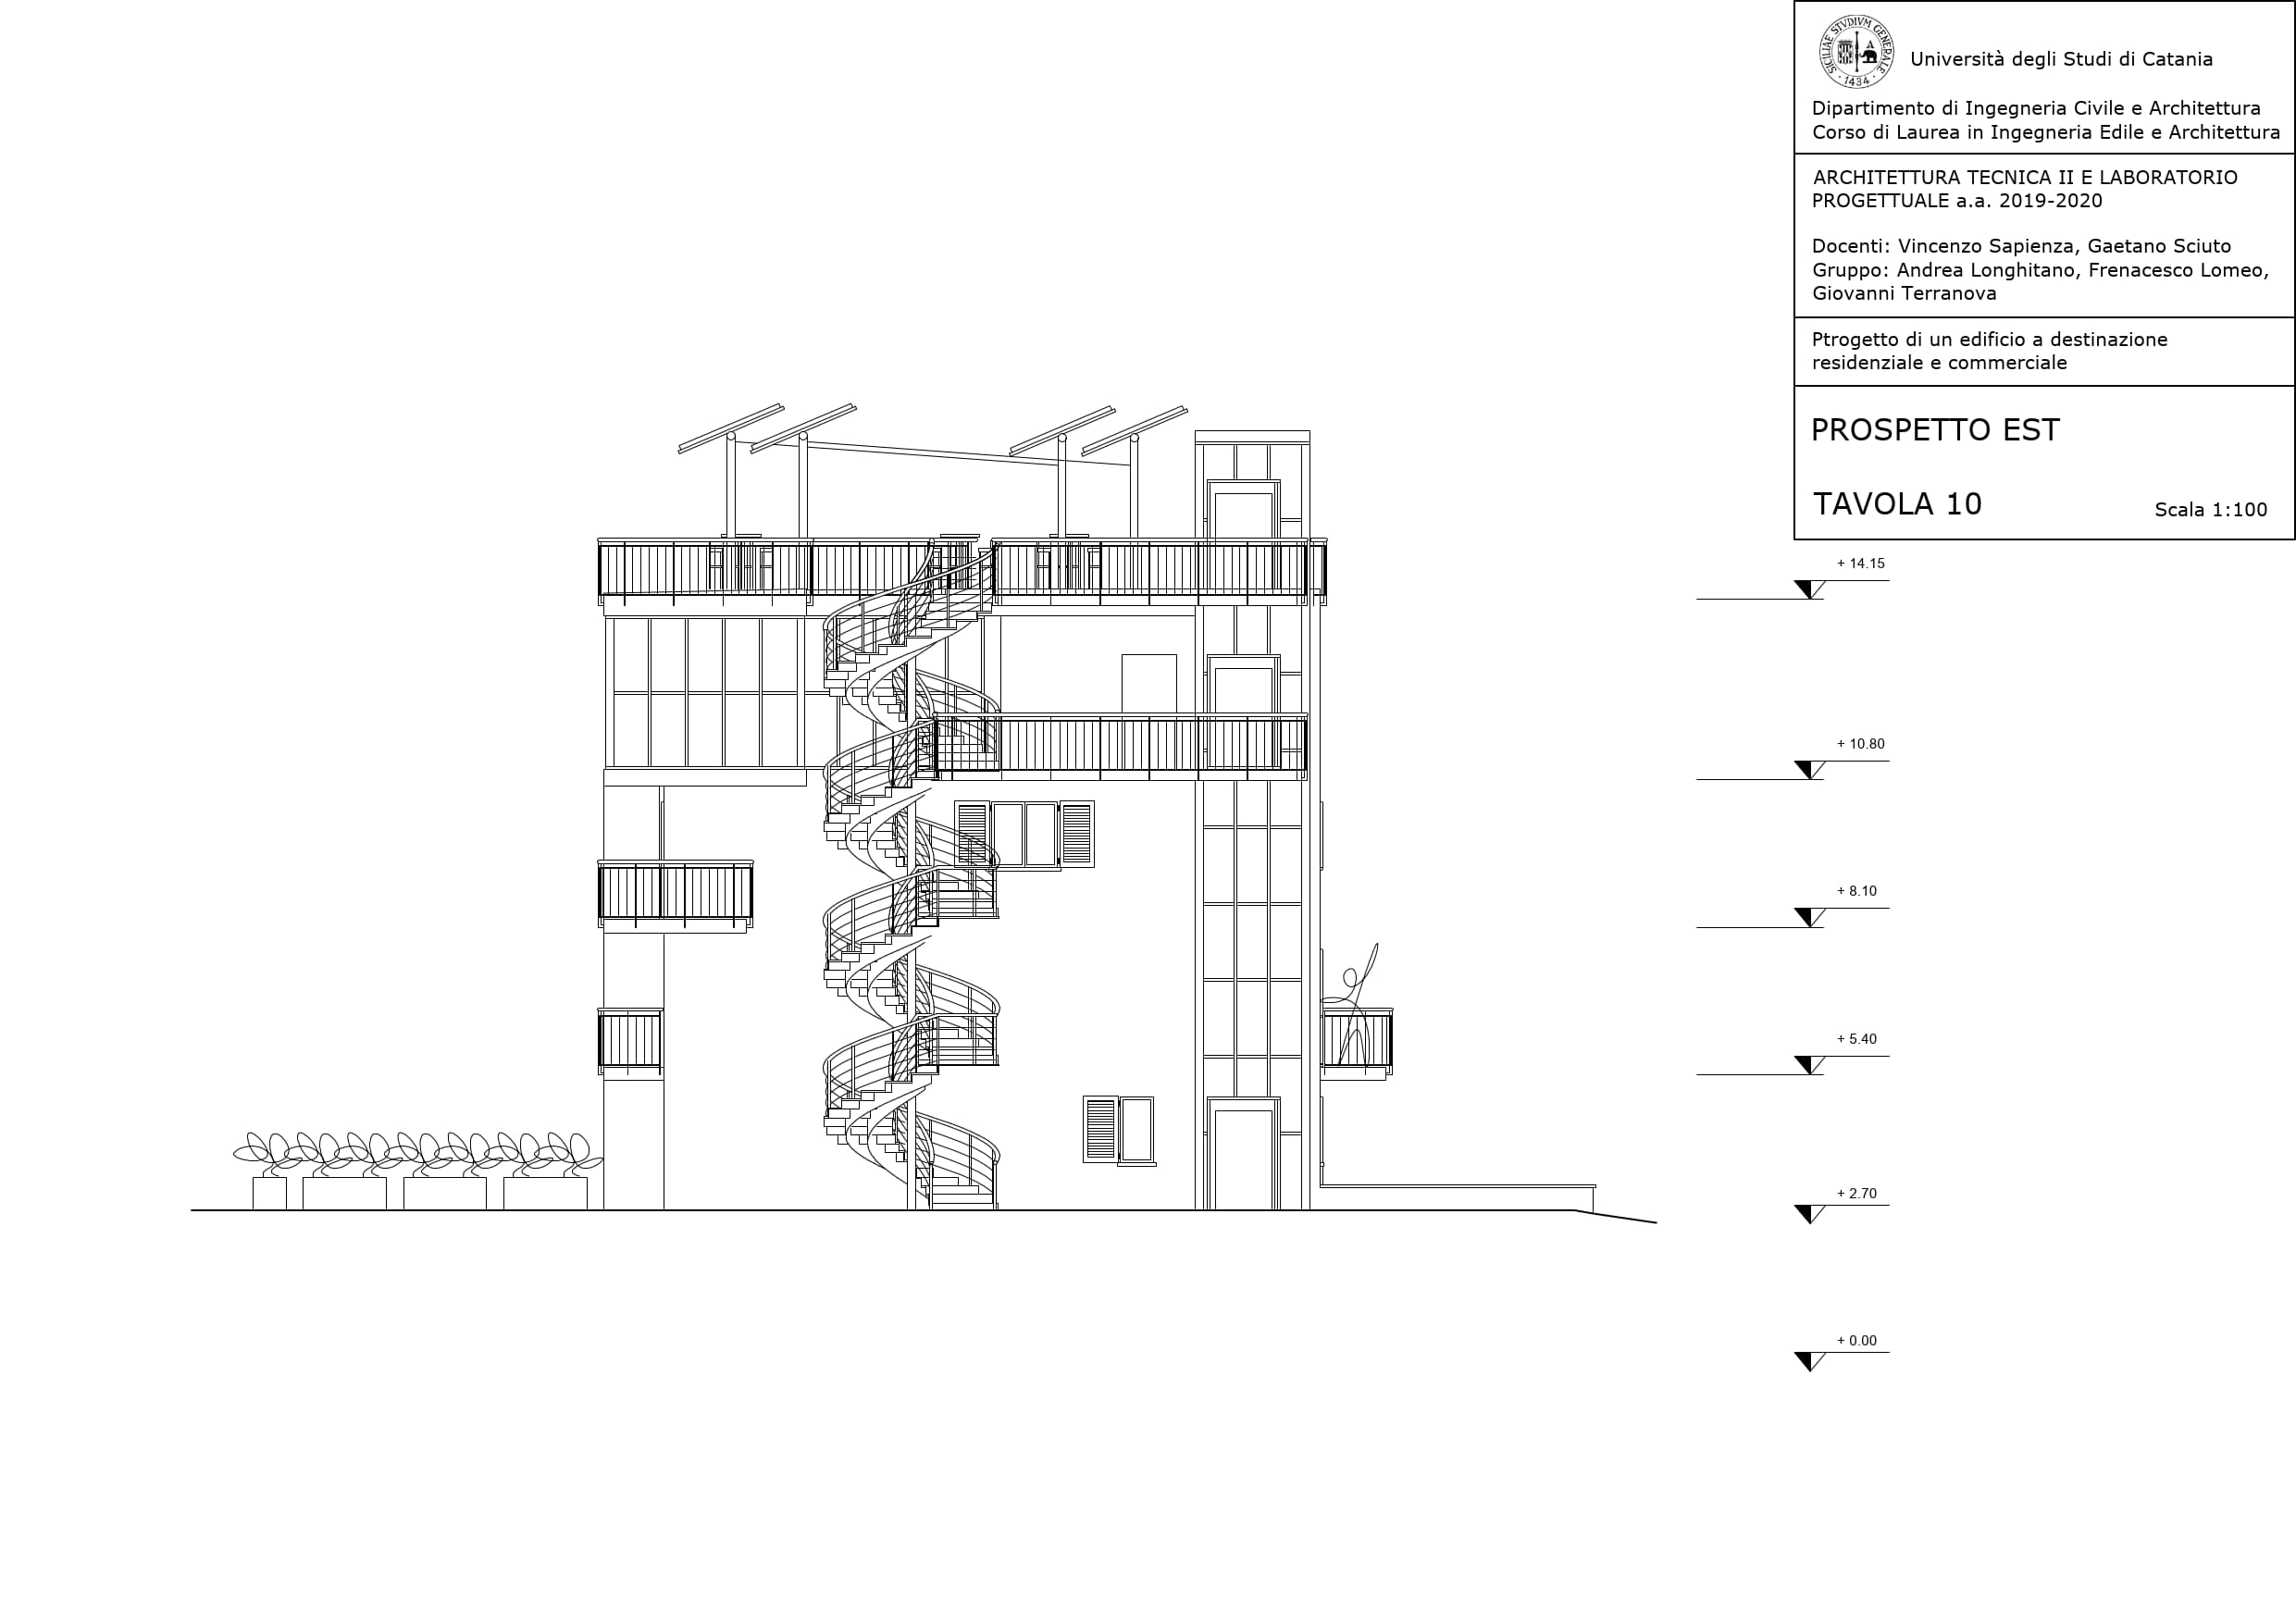 SICILIAE STVDIVM GENERALE
· 1434 ·
A
Università degli Studi di Catania
Dipartimento di Ingegneria Civile e Architettura
Corso di Laurea in Ingegneria Edile e Architettura
ARCHITETTURA TECNICA II E LABORATORIO
PROGETTUALE a.a. 2019-2020
Docenti: Vincenzo Sapienza, Gaetano Sciuto
Gruppo: Andrea Longhitano, Frenacesco Lomeo,
Giovanni Terranova
Ptrogetto di un edificio a destinazione
residenziale e commerciale
PROSPETTO EST
TAVOLA 10
Scala 1:100
+ 14.15
+ 10.80
+ 8.10
+ 5.40
+ 2.70
+ 0.00